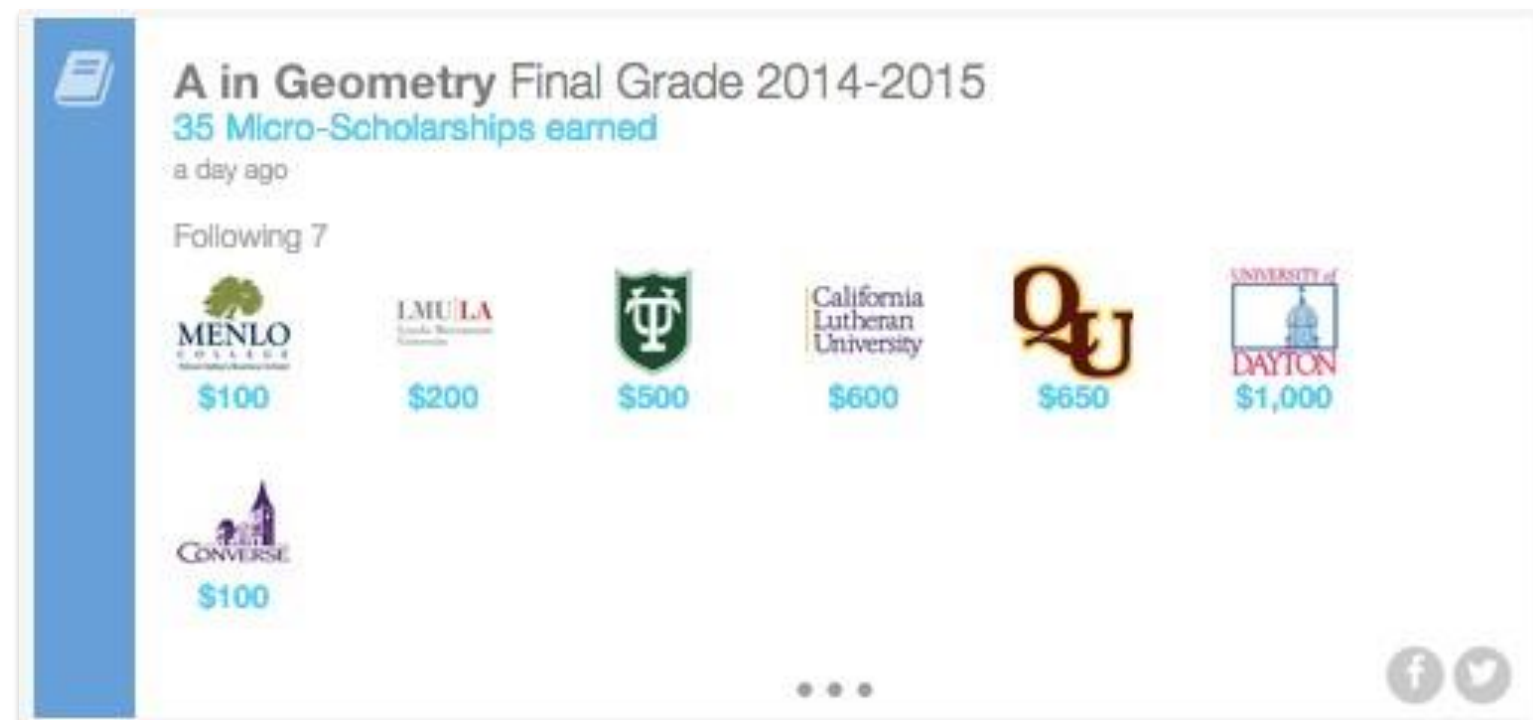 A in Geometry Final Grade 2014-2015
35 Micro-Scholarships earned
a day ago
Following 7
MENLO
COLLEGE
$100
LMU LA
$200
$500
California
Lutheran
University
$600
QU
$650
UNIVERSITY of
DAYTON
$1,000
CONVERSE
$100